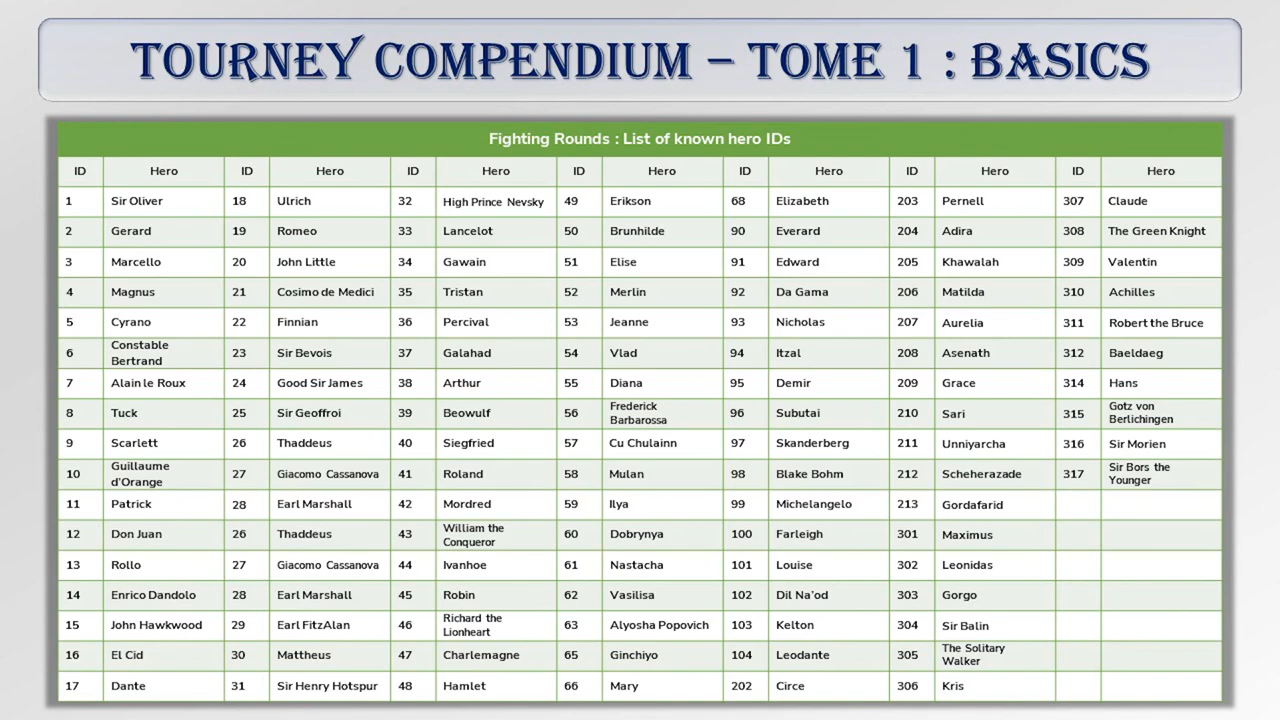 TOURNEY COMPENDIUM – TOME 1 : BASICS
Fighting Rounds : List of known hero IDs
ID Hero ID Hero ID Hero ID Hero ID Hero ID Hero ID Hero
1 Sir Oliver 18 Ulrich 32 High Prince Nevsky 49 Erikson 68 Elizabeth 203 Pernell 307 Claude
2 Gerard 19 Romeo 33 Lancelot 50 Brunhilde 90 Everard 204 Adira 308 The Green Knight
3 Marcello 20 John Little 34 Gawain 51 Elise 91 Edward 205 Khawalah 309 Valentin
4 Magnus 21 Cosimo de Medici 35 Tristan 52 Merlin 92 Da Gama 206 Matilda 310 Achilles
5 Cyrano 22 Finnian 36 Percival 53 Jeanne 93 Nicholas 207 Aurelia 311 Robert the Bruce
6 Constable Bertrand 23 Sir Bevois 37 Galahad 54 Vlad 94 Itzal 208 Asenath 312 Baeldaeg
7 Alain le Roux 24 Good Sir James 38 Arthur 55 Diana 95 Demir 209 Grace 314 Hans
8 Tuck 25 Sir Geoffroi 39 Beowulf 56 Frederick Barbarossa 96 Subutai 210 Sari 315 Gotz von Berlichingen
9 Scarlett 26 Thaddeus 40 Siegfried 57 Cu Chulainn 97 Skanderberg 211 Unniyarcha 316 Sir Morien
10 Guillaume d'Orange 27 Giacomo Cassanova 41 Roland 58 Mulan 98 Blake Bohm 212 Scheherazade 317 Sir Bors the Younger
11 Patrick 28 Earl Marshall 42 Mordred 59 Ilya 99 Michelangelo 213 Gordafarid
12 Don Juan 26 Thaddeus 43 William the Conqueror 60 Dobrynya 100 Farleigh 301 Maximus
13 Rollo 27 Giacomo Cassanova 44 Ivanhoe 61 Nastacha 101 Louise 302 Leonidas
14 Enrico Dandolo 28 Earl Marshall 45 Robin 62 Vasilisa 102 Dil Na'od 303 Gorgo
15 John Hawkwood 29 Earl FitzAlan 46 Richard the Lionheart 63 Alyosha Popovich 103 Kelton 304 Sir Balin
16 El Cid 30 Mattheus 47 Charlemagne 65 Ginchiyo 104 Leodante 305 The Solitary Walker
17 Dante 31 Sir Henry Hotspur 48 Hamlet 66 Mary 202 Circe 306 Kris